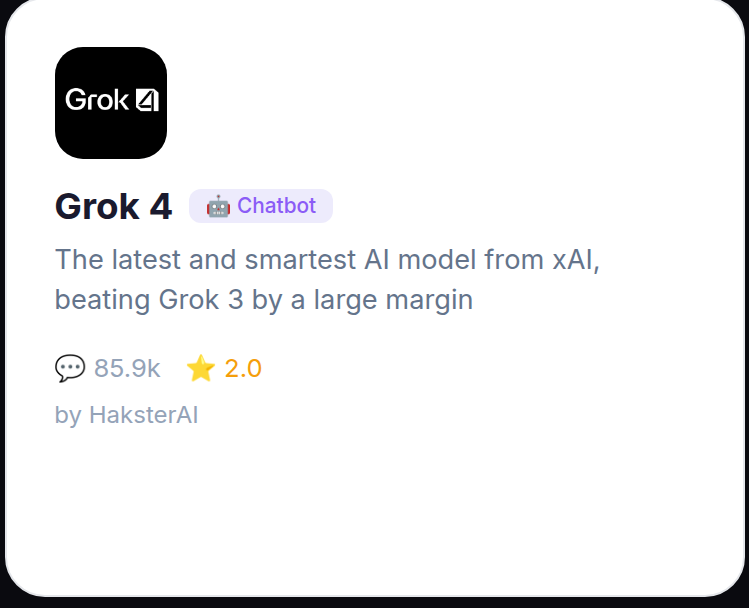 Grok 4
Grok 4 🤖 Chatbot
The latest and smartest AI model from xAI,
beating Grok 3 by a large margin
💬 85.9k ⭐ 2.0
by HaksterAI